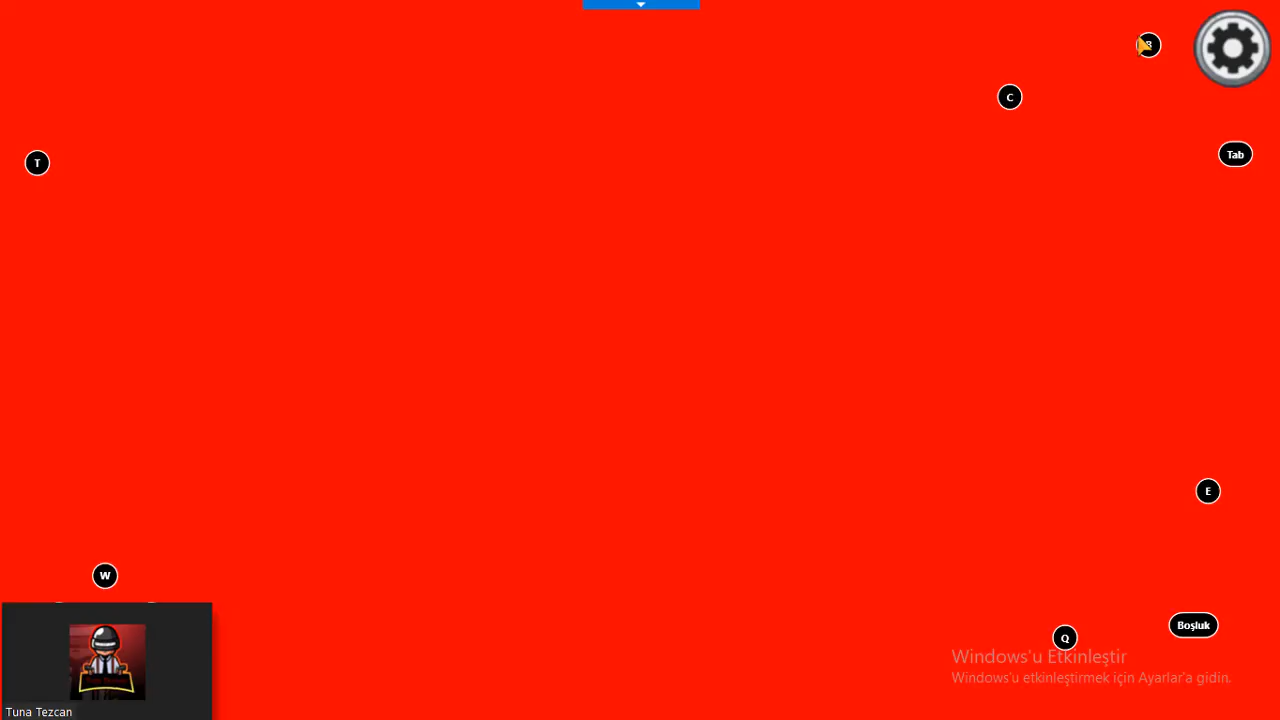 C
T
Tab
E
W
Boşluk
Q
Windows'u Etkinleştir
Windows'u etkinleştirmek için Ayarlar'a gidin.
Tuna Tezcan